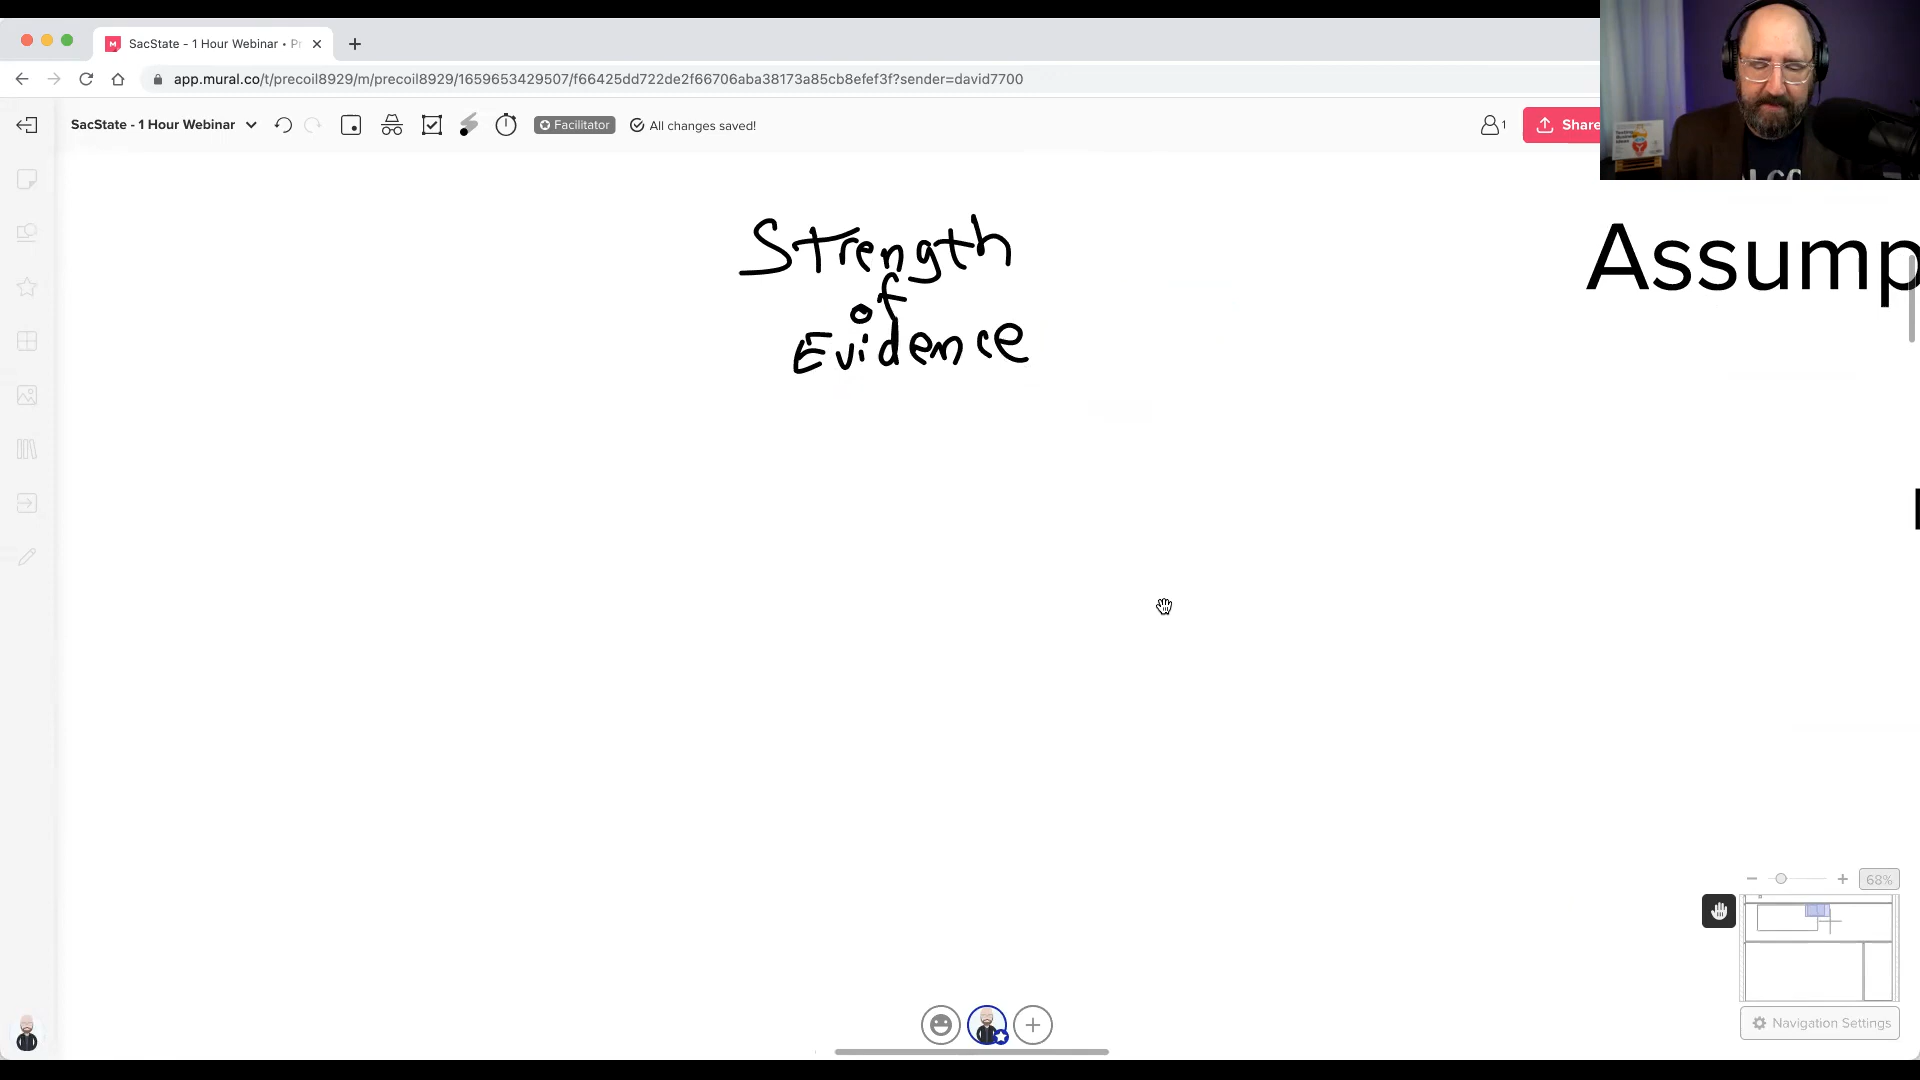 SacState - 1 Hour Webinar • Pr
app.mural.co/t/precoil8929/m/precoil8929/1659653429507/f66425dd722de2f66706aba38173a85cb8efef3f?sender=david7700
SacState - 1 Hour Webinar
Facilitator
All changes saved!
1
Share
Strength
of
Evidence
Assump
68%
Navigation Settings